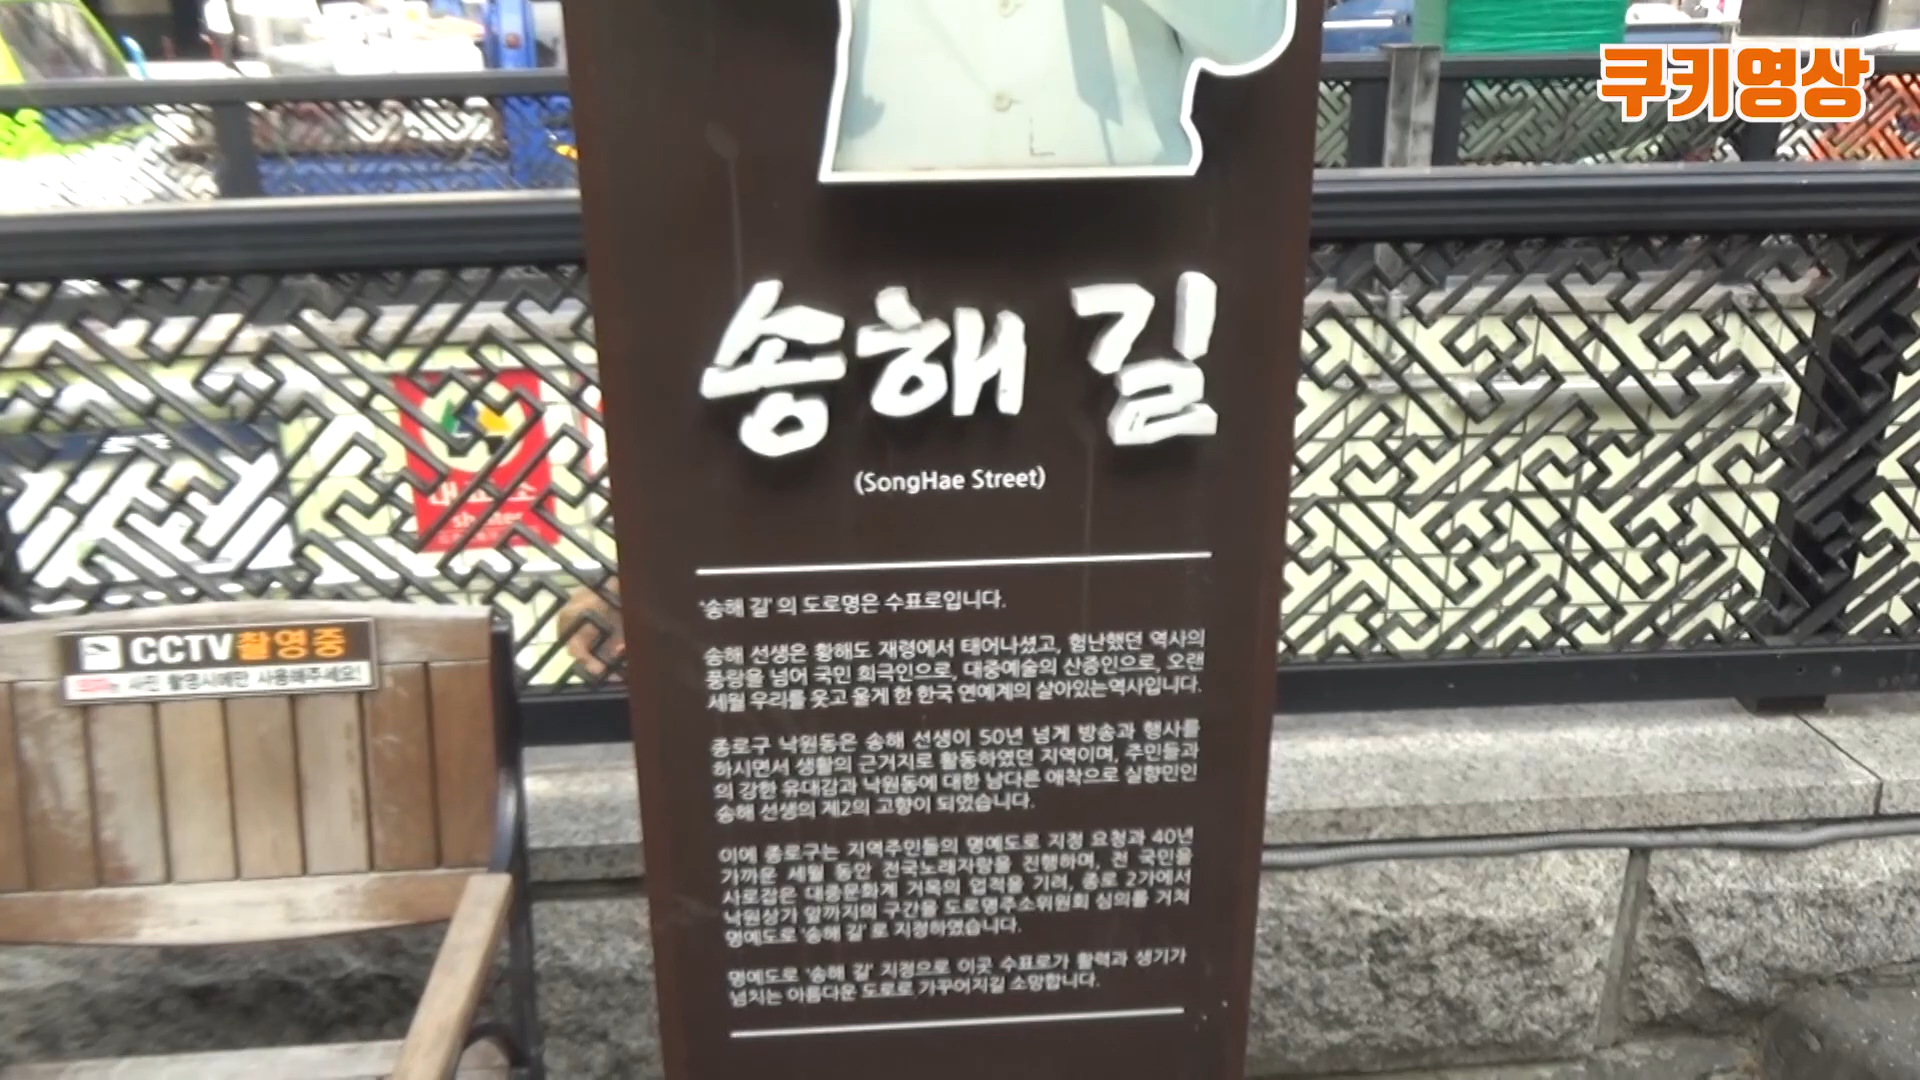 쿠키영상
송해 길
(SongHae Street)
'송해 길' 의 도로명은 수표로입니다.
송해 선생은 황해도 재령에서 태어나셨고, 험난했던 역사의
풍랑을 넘어 국민 희극인으로, 대중예술의 산증인으로, 오랜
세월 우리를 웃고 울게 한 한국 연예계의 살아있는역사입니다.
종로구 낙원동은 송해 선생이 50년 넘게 방송과 행사를
하시면서 생활의 근거지로 활동하였던 지역이며, 주민들과
의 강한 유대감과 낙원동에 대한 남다른 애착으로 실향민인
송해 선생의 제2의 고향이 되었습니다.
이에 종로구는 지역주민들의 명예도로 지정 요청과 40년
가까운 세월 동안 전국노래자랑을 진행하며, 전 국민을
사로잡은 대중문화계 거목의 업적을 기려, 종로 2가에서
낙원상가 앞까지의 구간을 도로명주소위원회 심의를 거쳐
명예도로 '송해 길' 로 지정하였습니다.
명예도로 '송해 길' 지정으로 이곳 수표로가 활력과 생기가
넘치는 아름다운 도로로 가꾸어지길 소망합니다.
CCTV촬영중
사진 촬영시에만 사용해주세요!
대피소
shelter